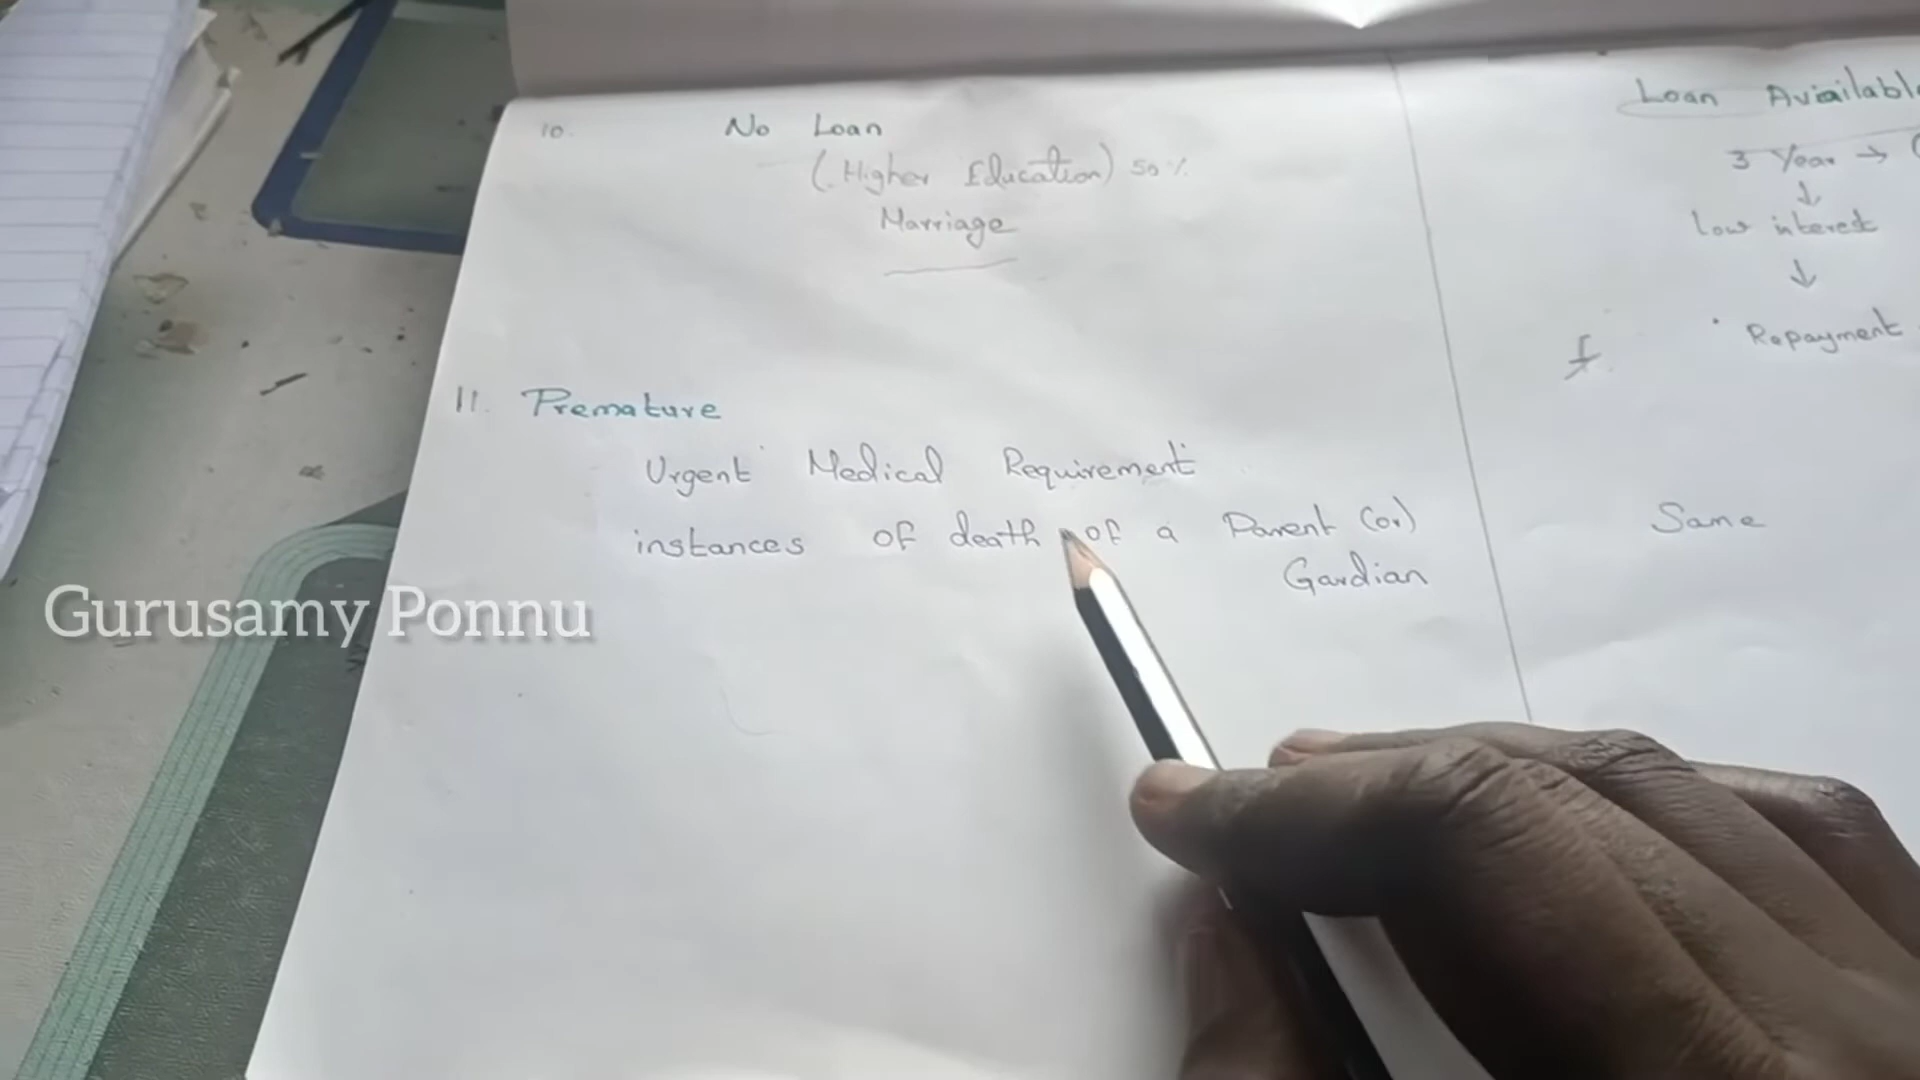 10. No Loan
(Higher Education) 50%
Marriage
Loan Available
3 Year →
↓
Low interest
↓
Repayment
11. Premature
Urgent Medical Requirement
instances of death of a Parent (or)
Gardian
Same
Gurusamy Ponnu